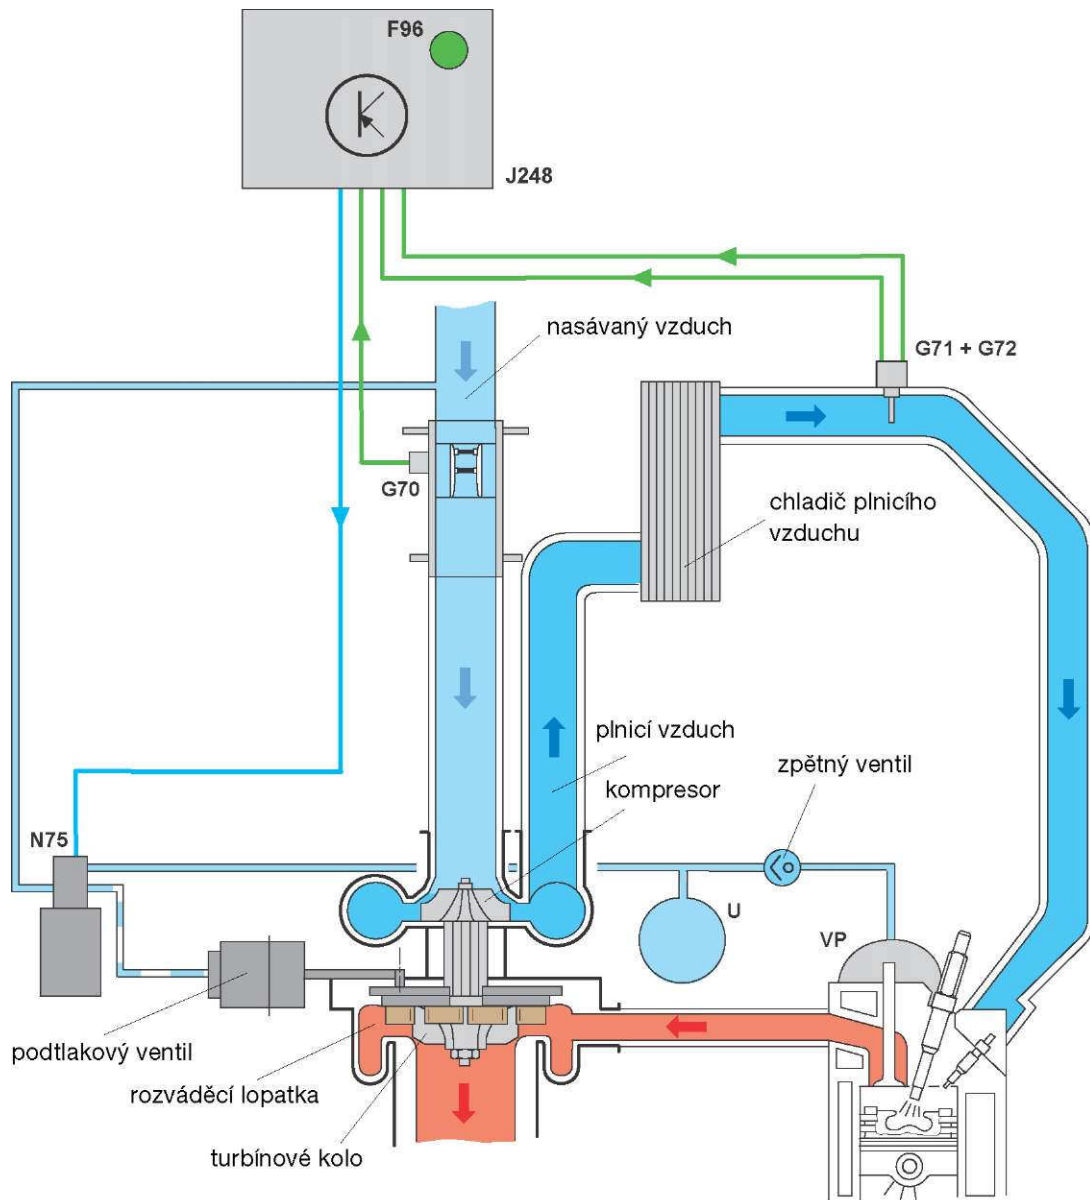 F96
J248
nasávaný vzduch
G71 + G72
G70
chladič plnicího
vzduchu
plnicí vzduch
zpětný ventil
kompresor
N75
U
VP
podtlakový ventil
rozváděcí lopatka
turbínové kolo